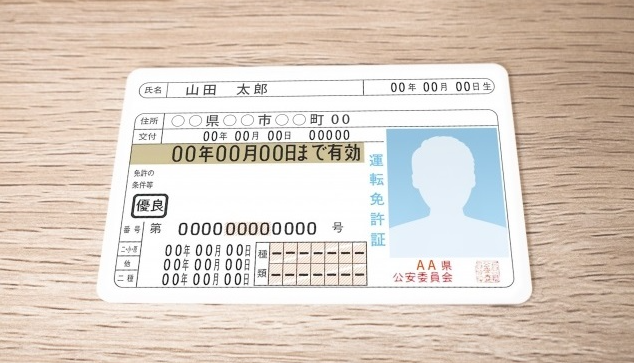 氏名 山田 太郎 00年 00月 00日生
住所 ○○県○○市○○町 00
交付 00年 00月 00日 00000
00年00月00日まで有効
免許の
条件等
優良
番号 第 000000000000 号
二・小・原 00年 00月 00日
他 00年 00月 00日
二種 00年 00月 00日
種類
運転免許証
AA県
公安委員会